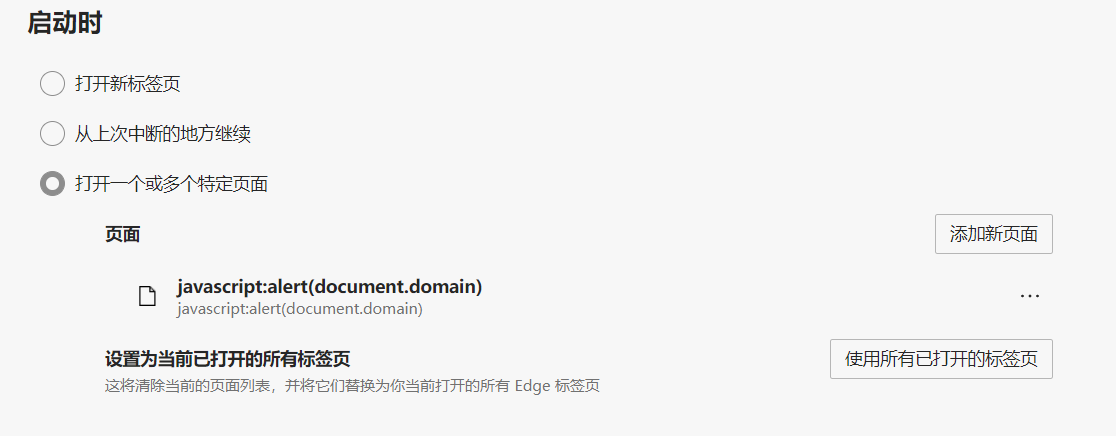 启动时
打开新标签页
从上次中断的地方继续
打开一个或多个特定页面
页面
添加新页面
javascript:alert(document.domain)
javascript:alert(document.domain)
设置为当前已打开的所有标签页
使用所有已打开的标签页
这将清除当前的页面列表，并将它们替换为你当前打开的所有 Edge 标签页